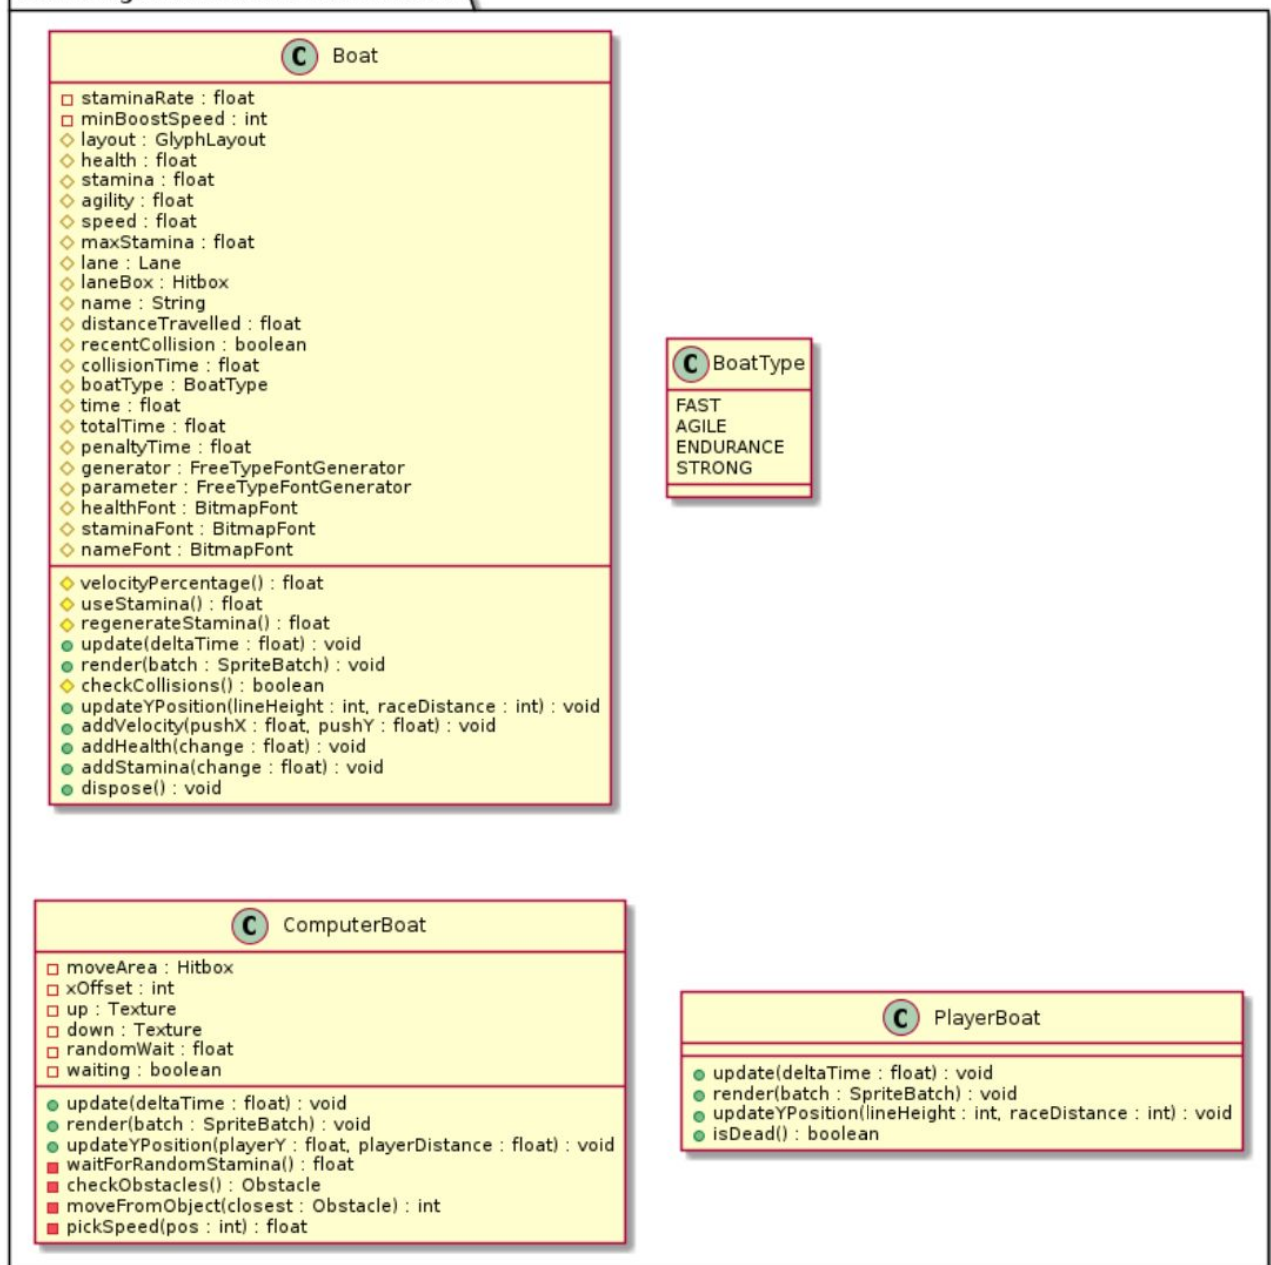 C Boat
staminaRate : float
minBoostSpeed : int
layout : GlyphLayout
health : float
stamina : float
agility : float
speed : float
maxStamina : float
lane : Lane
laneBox : Hitbox
name : String
distanceTravelled : float
recentCollision : boolean
collisionTime : float
boatType : BoatType
time : float
totalTime : float
penaltyTime : float
generator : FreeTypeFontGenerator
parameter : FreeTypeFontGenerator
healthFont : BitmapFont
staminaFont : BitmapFont
nameFont : BitmapFont
velocityPercentage() : float
useStamina() : float
regenerateStamina() : float
update(deltaTime : float) : void
render(batch : SpriteBatch) : void
checkCollisions() : boolean
updateYPosition(lineHeight : int, raceDistance : int) : void
addVelocity(pushX : float, pushY : float) : void
addHealth(change : float) : void
addStamina(change : float) : void
dispose() : void
C BoatType
FAST
AGILE
ENDURANCE
STRONG
C ComputerBoat
moveArea : Hitbox
xOffset : int
up : Texture
down : Texture
randomWait : float
waiting : boolean
update(deltaTime : float) : void
render(batch : SpriteBatch) : void
updateYPosition(playerY : float, playerDistance : float) : void
waitForRandomStamina() : float
checkObstacles() : Obstacle
moveFromObject(closest : Obstacle) : int
pickSpeed(pos : int) : float
C PlayerBoat
update(deltaTime : float) : void
render(batch : SpriteBatch) : void
updateYPosition(lineHeight : int, raceDistance : int) : void
isDead() : boolean